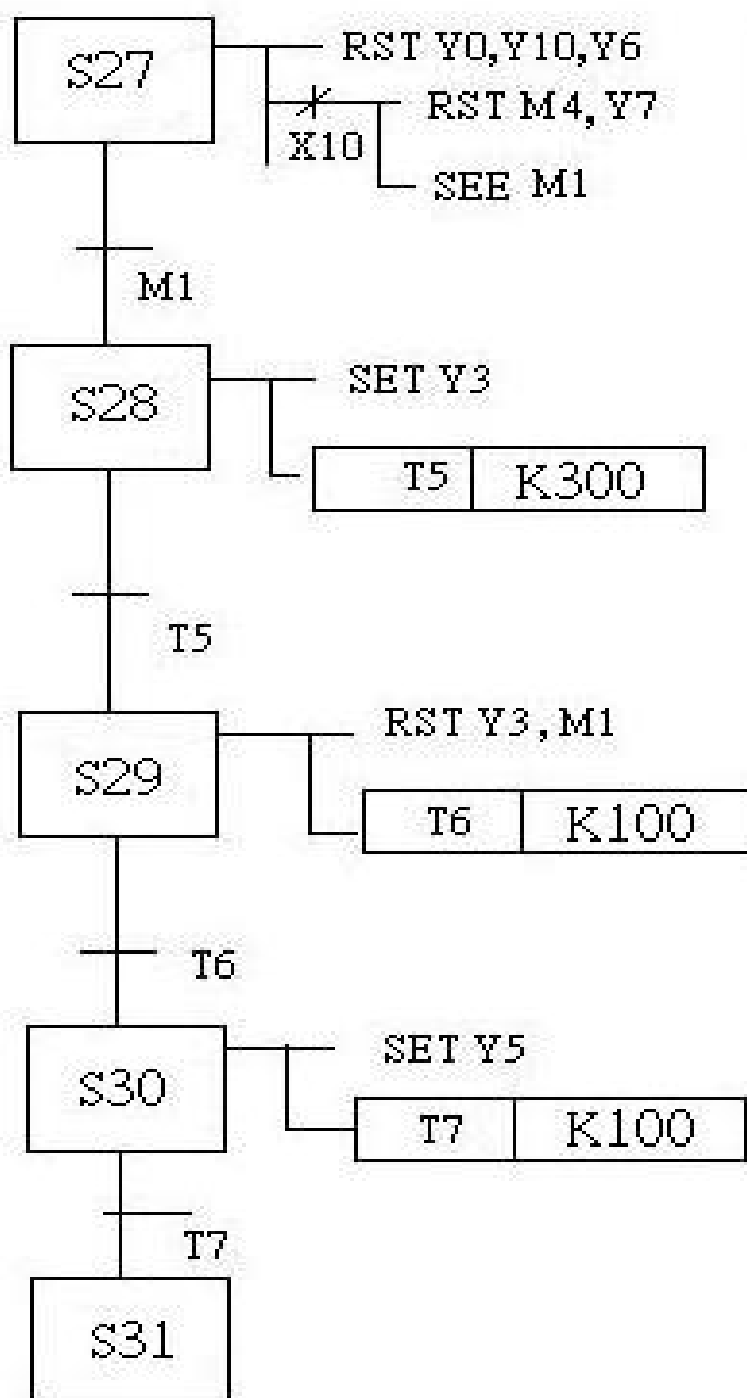 S27
RST Y0,Y10,Y6
RST M4, Y7
X10
SEE M1
M1
S28
SET Y3
T5 K300
T5
S29
RST Y3, M1
T6 K100
T6
S30
SET Y5
T7 K100
T7
S31